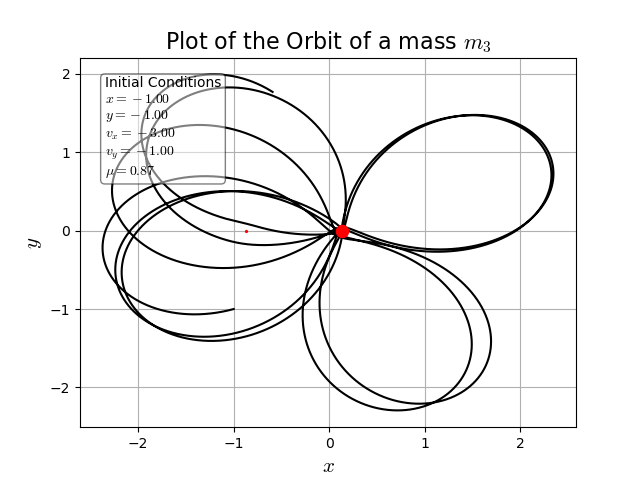 Plot of the Orbit of a mass m₃
Initial Conditions
x = −1.00
y = −1.00
vₓ = −3.00
v_y = −1.00
μ = 0.87
2
1
0
−1
−2
y
−2 −1 0 1 2
x